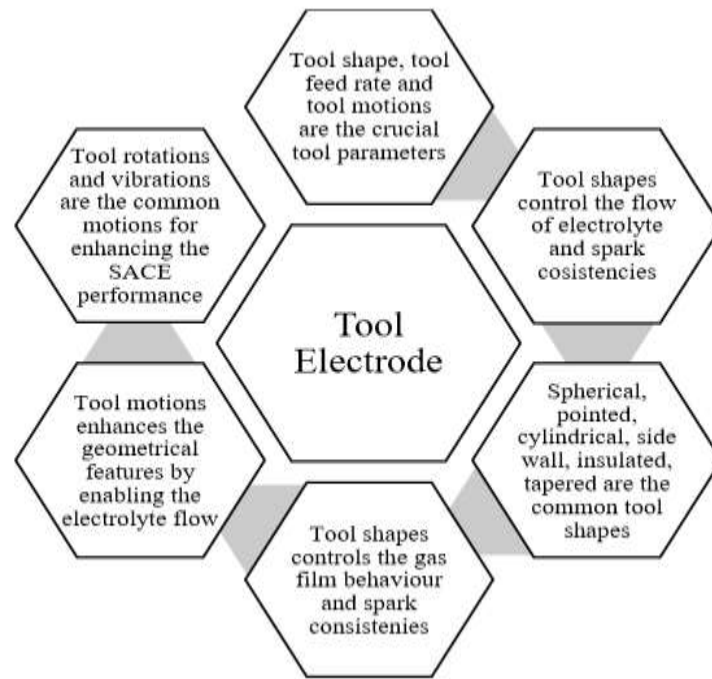 Tool shape, tool
feed rate and
tool motions
are the crucial
tool parameters
Tool shapes
control the flow
of electrolyte
and spark
cosistencies
Spherical,
pointed,
cylindrical, side
wall, insulated,
tapered are the
common tool
shapes
Tool shapes
controls the gas
film behaviour
and spark
consistenies
Tool motions
enhances the
geometrical
features by
enabling the
electrolyte flow
Tool rotations
and vibrations
are the common
motions for
enhancing the
SACE
performance
Tool
Electrode